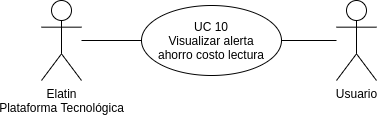 UC 10
Visualizar alerta
ahorro costo lectura
Elatin
Plataforma Tecnológica
Usuario